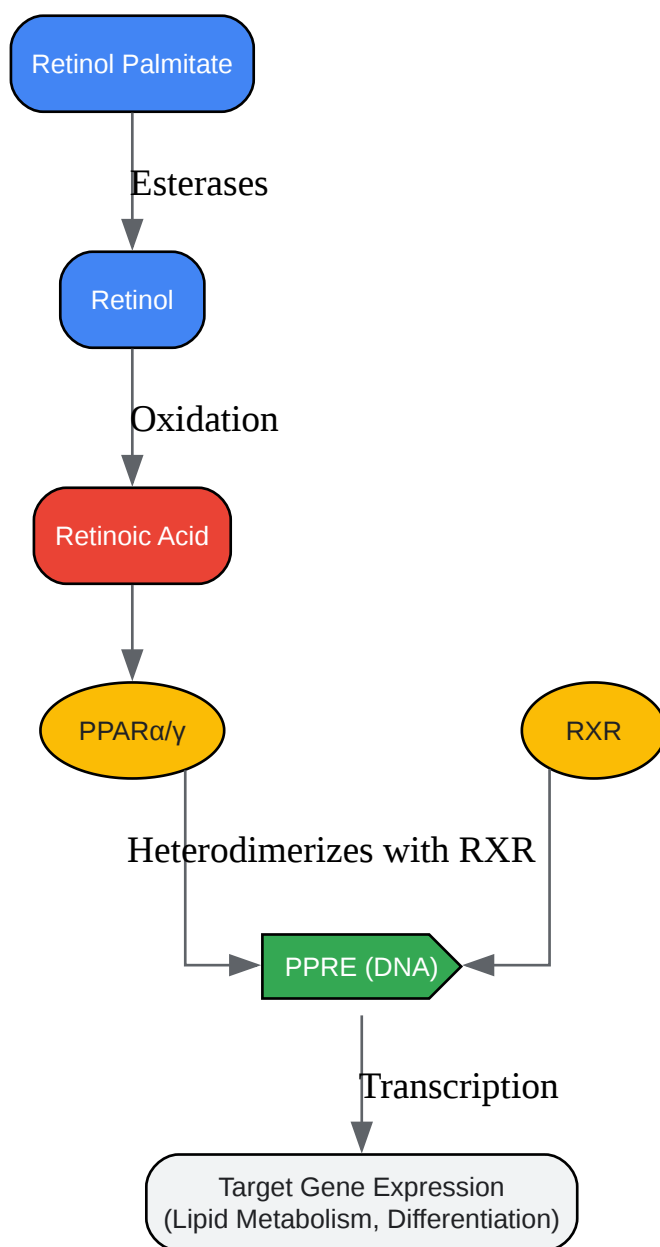 Retinol Palmitate
Esterases
Retinol
Oxidation
Retinoic Acid
PPARα/γ
RXR
Heterodimerizes with RXR
PPRE (DNA)
Transcription
Target Gene Expression
(Lipid Metabolism, Differentiation)